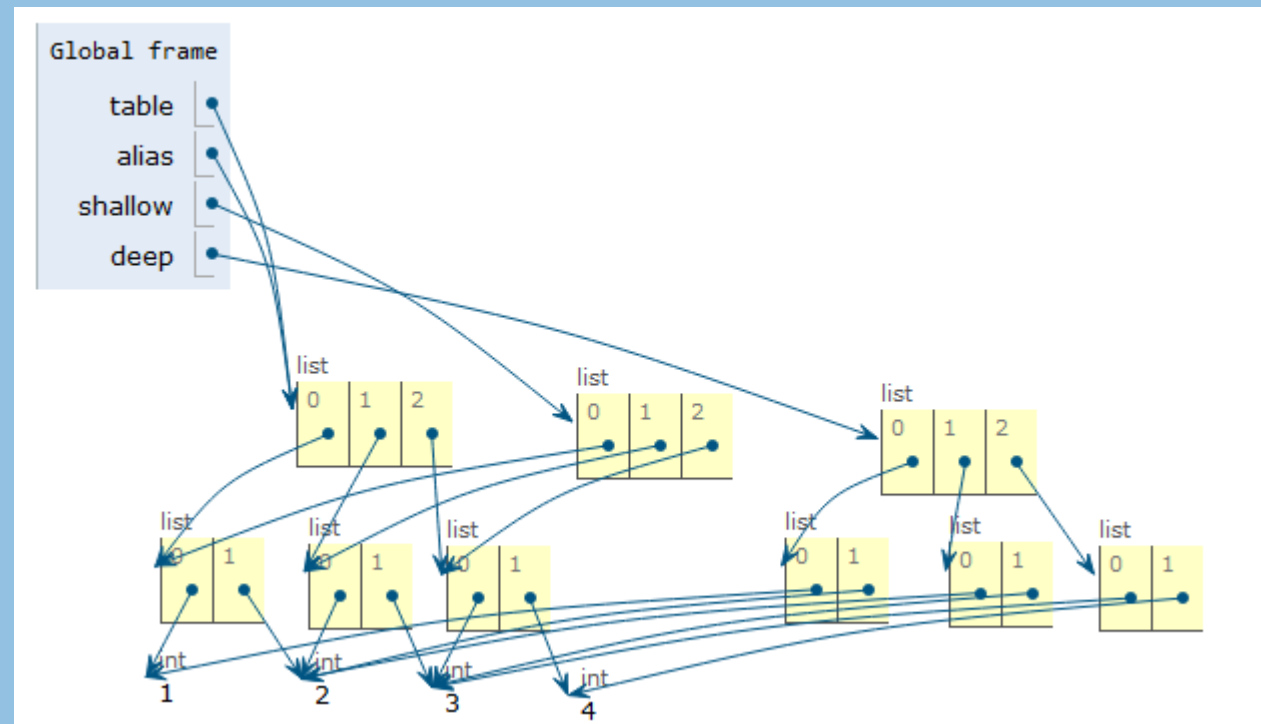 Global frame
table
alias
shallow
deep
list
list
list
0 1 2
0 1 2
0 1 2
list
list
list
list
list
list
0 1
0 1
0 1
0 1
0 1
0 1
int
int
int
int
1
2
3
4